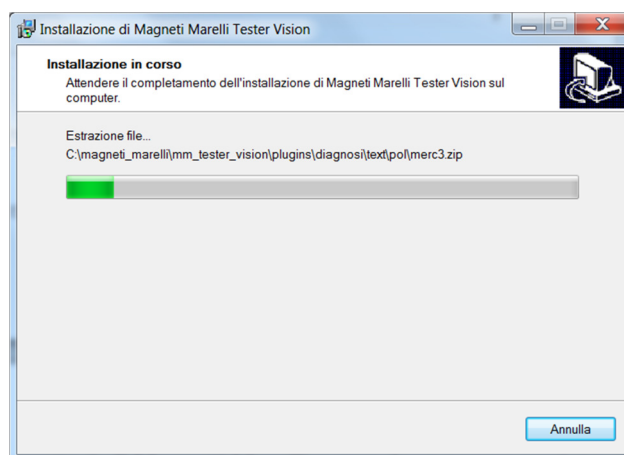 Installazione di Magneti Marelli Tester Vision
Installazione in corso
Attendere il completamento dell'installazione di Magneti Marelli Tester Vision sul
computer.
Estrazione file...
C:\magneti_marelli\mm_tester_vision\plugins\diagnosi\text\pol\merc3.zip
Annulla